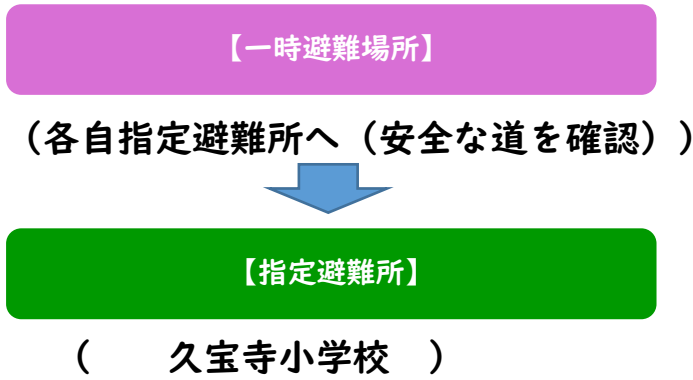 【一時避難場所】
（各自指定避難所へ（安全な道を確認））
【指定避難所】
（　　久宝寺小学校　）